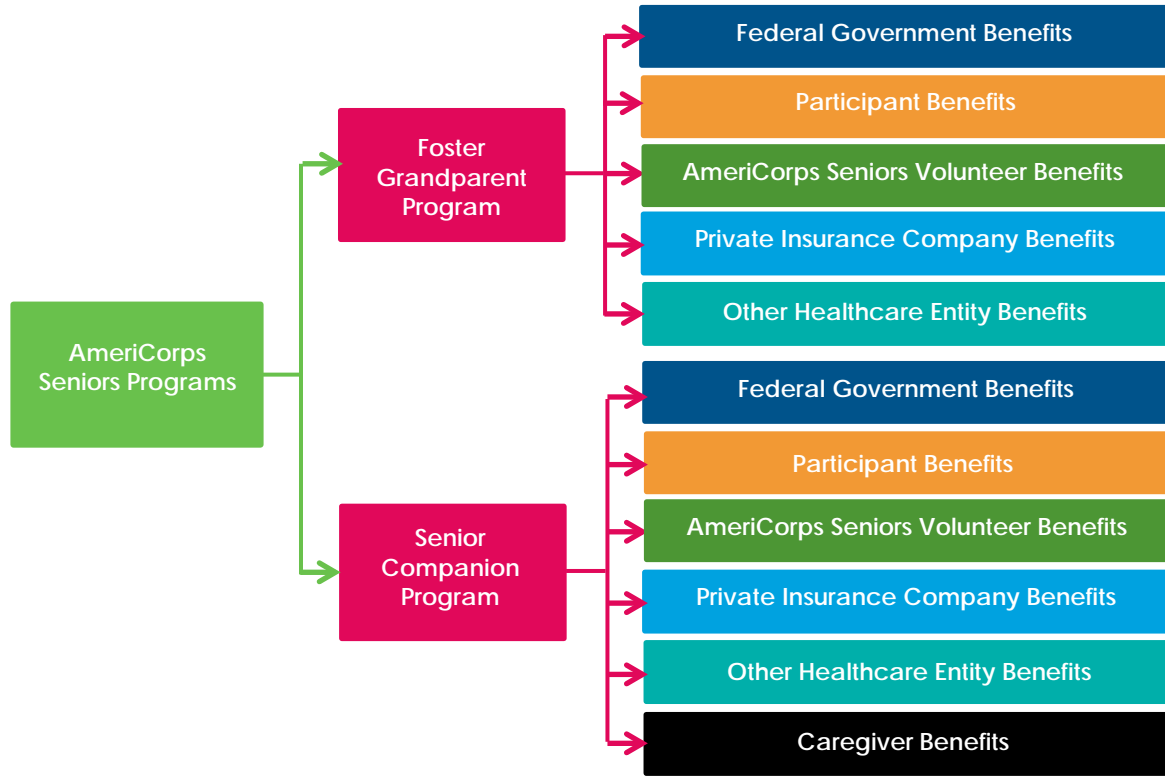 AmeriCorps
Seniors Programs
Foster
Grandparent
Program
Federal Government Benefits
Participant Benefits
AmeriCorps Seniors Volunteer Benefits
Private Insurance Company Benefits
Other Healthcare Entity Benefits
Senior
Companion
Program
Federal Government Benefits
Participant Benefits
AmeriCorps Seniors Volunteer Benefits
Private Insurance Company Benefits
Other Healthcare Entity Benefits
Caregiver Benefits